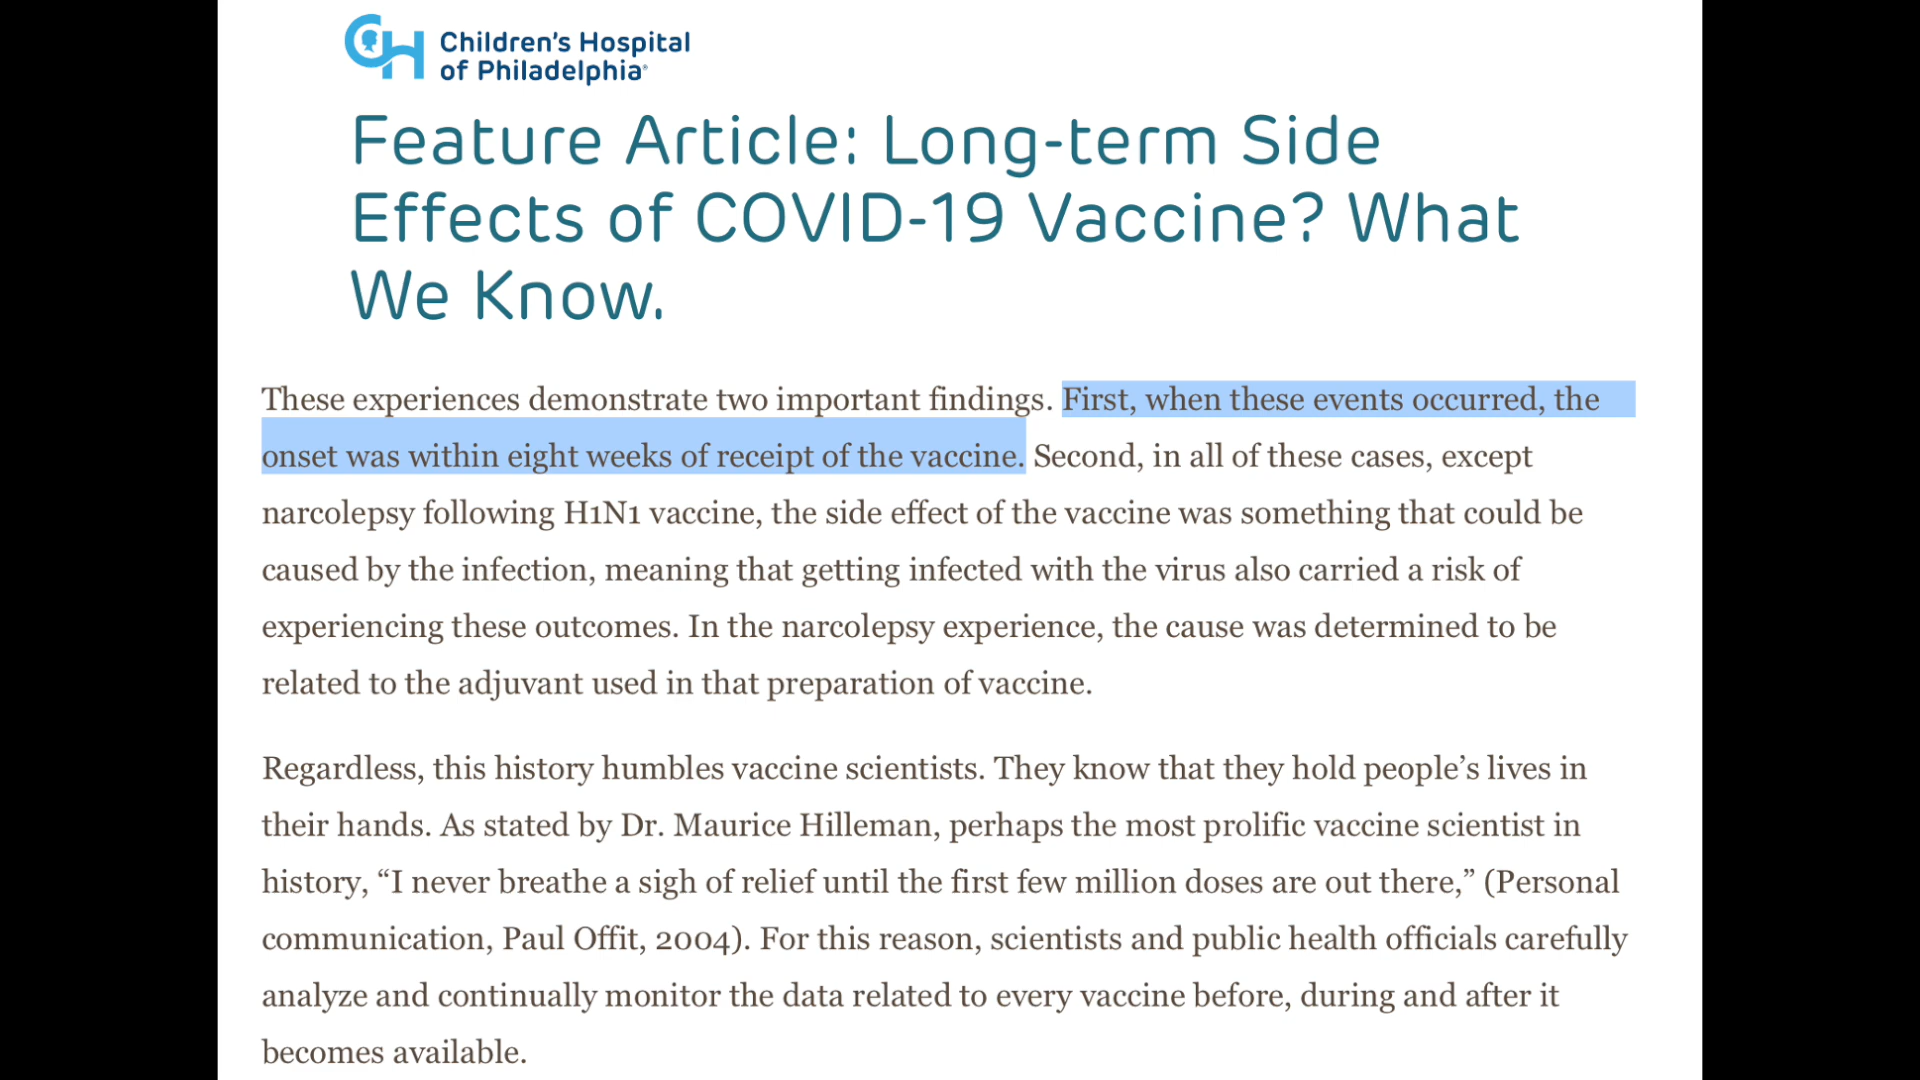 Children's Hospital
of Philadelphia®
Feature Article: Long-term Side
Effects of COVID-19 Vaccine? What
We Know.
These experiences demonstrate two important findings. First, when these events occurred, the
onset was within eight weeks of receipt of the vaccine. Second, in all of these cases, except
narcolepsy following H1N1 vaccine, the side effect of the vaccine was something that could be
caused by the infection, meaning that getting infected with the virus also carried a risk of
experiencing these outcomes. In the narcolepsy experience, the cause was determined to be
related to the adjuvant used in that preparation of vaccine.
Regardless, this history humbles vaccine scientists. They know that they hold people’s lives in
their hands. As stated by Dr. Maurice Hilleman, perhaps the most prolific vaccine scientist in
history, “I never breathe a sigh of relief until the first few million doses are out there,” (Personal
communication, Paul Offit, 2004). For this reason, scientists and public health officials carefully
analyze and continually monitor the data related to every vaccine before, during and after it
becomes available.